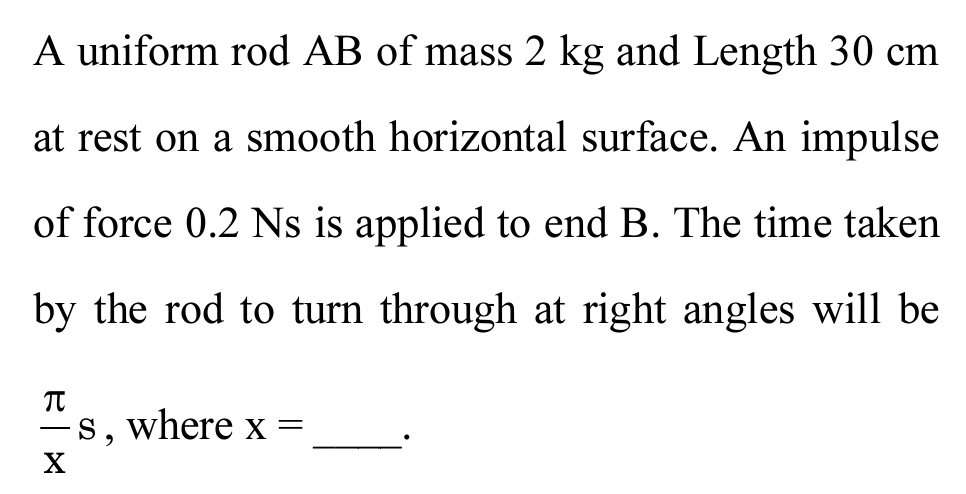 A uniform rod AB of mass 2 kg and Length 30 cm
at rest on a smooth horizontal surface. An impulse
of force 0.2 Ns is applied to end B. The time taken
by the rod to turn through at right angles will be
π/x s, where x = ____.